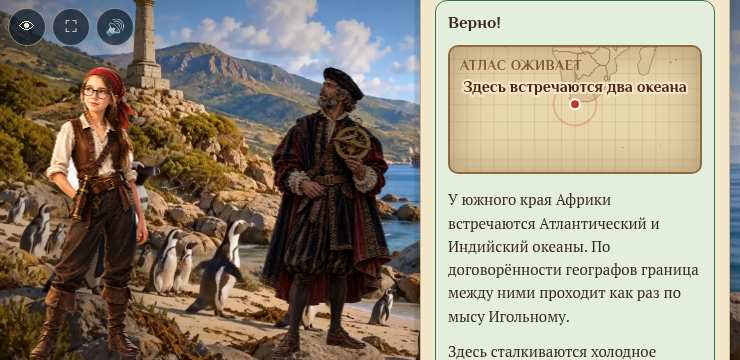 Верно!
АТЛАС ОЖИВАЕТ
Здесь встречаются два океана
У южного края Африки
встречаются Атлантический и
Индийский океаны. По
договорённости географов граница
между ними проходит как раз по
мысу Игольному.
Здесь сталкиваются холодное